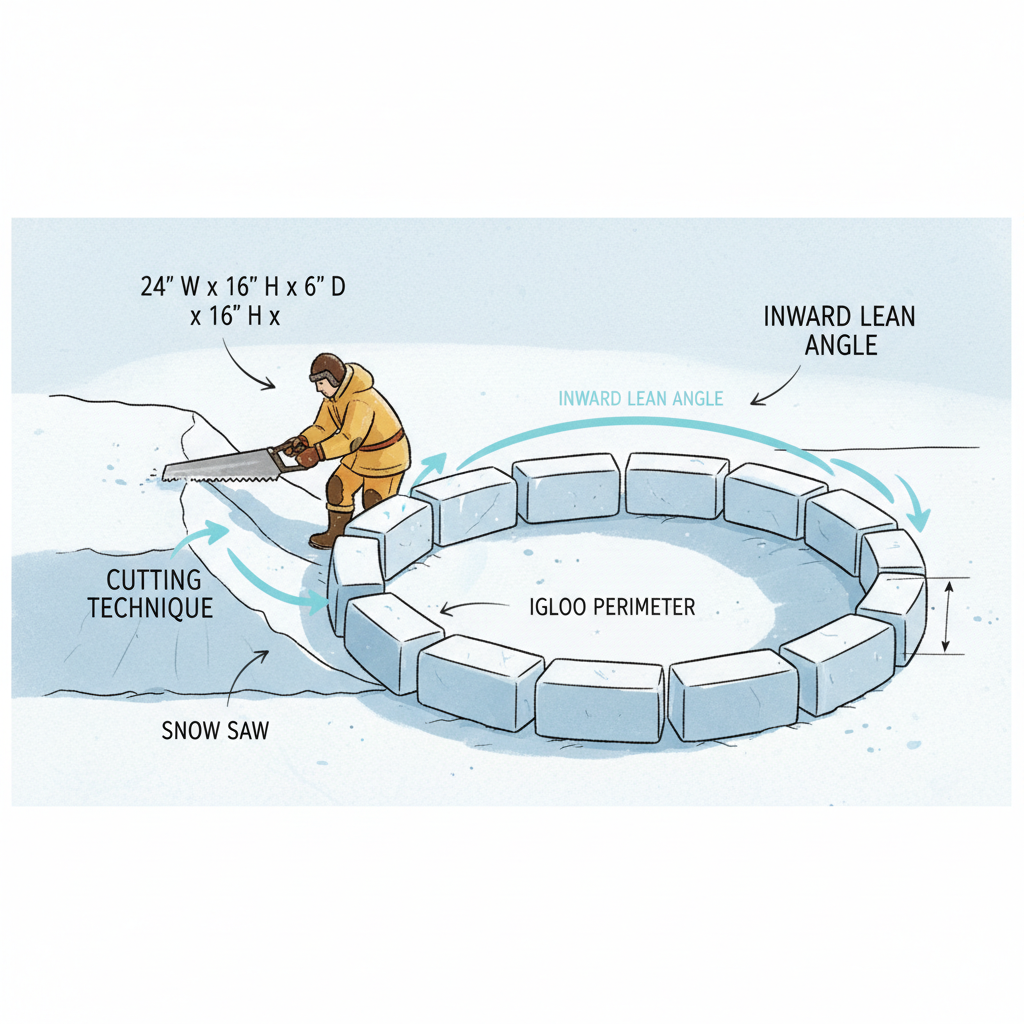 24” W x 16” H x 6” D
x 16” H x
INWARD LEAN
ANGLE
INWARD LEAN ANGLE
CUTTING
TECHNIQUE
IGLOO PERIMETER
SNOW SAW